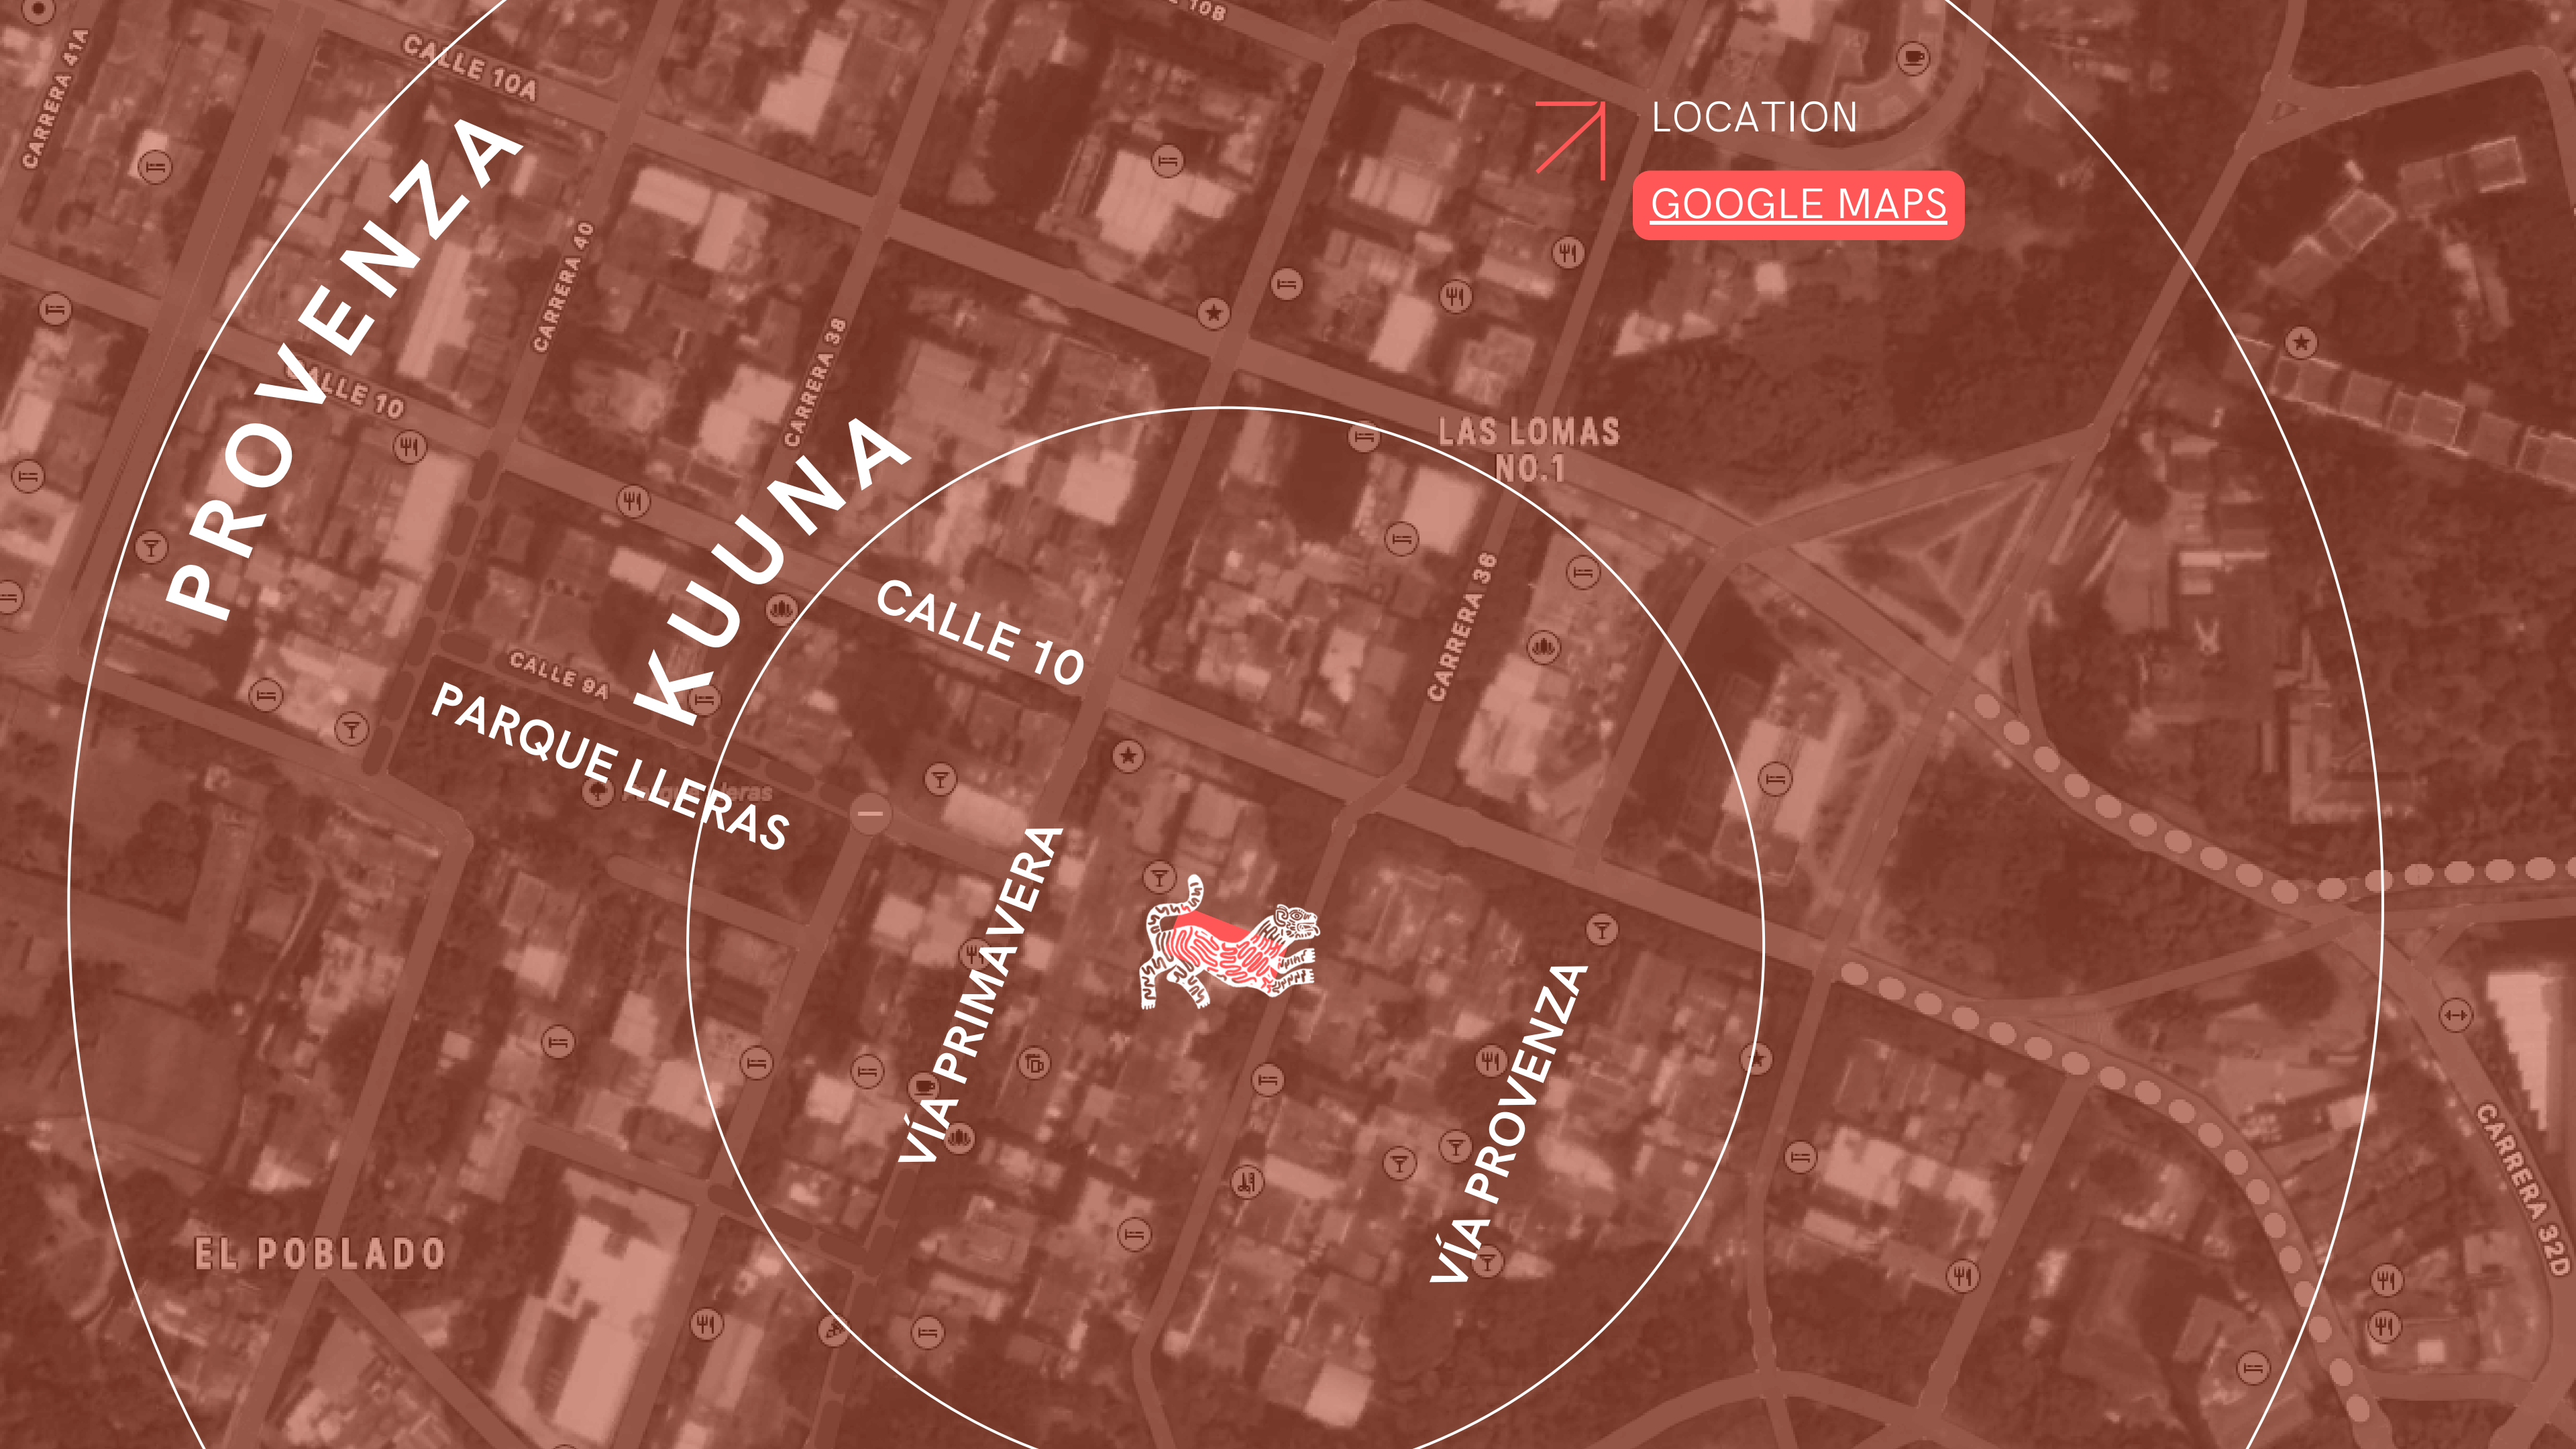 10B
CALLE 10A
CARRERA 41A
LOCATION
GOOGLE MAPS
PROVENZA
CARRERA 40
CARRERA 38
CALLE 10
LAS LOMAS
NO.1
KUUNA
CALLE 10
CARRERA 36
CALLE 9A
PARQUE LLERAS
VÍA PRIMAVERA
VÍA PROVENZA
EL POBLADO
CARRERA 32D